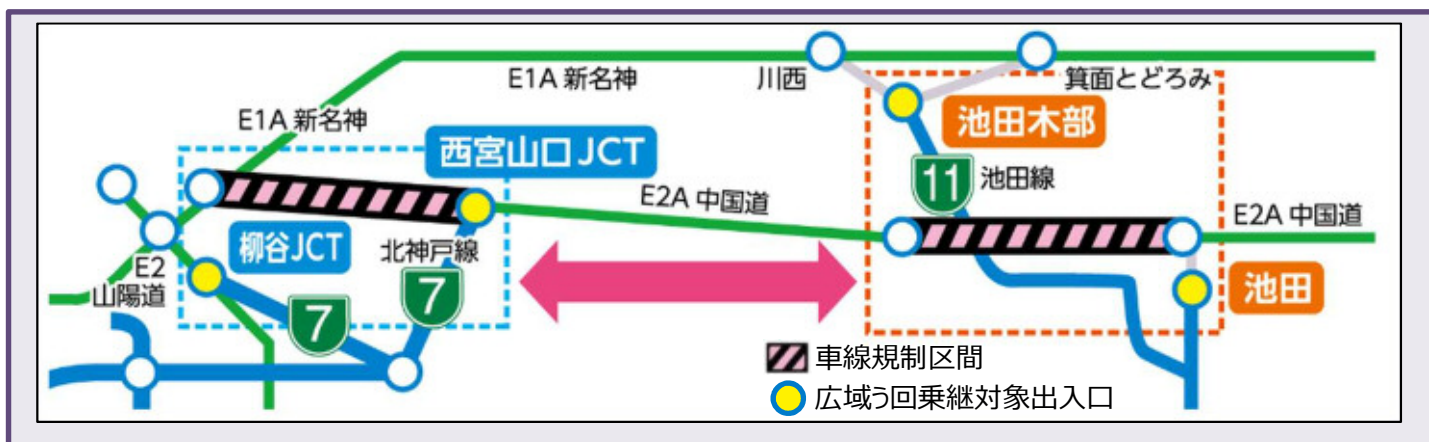 E1A 新名神
川西
箕面とどろみ
E1A 新名神
池田木部
西宮山口JCT
11
池田線
E2A 中国道
E2A 中国道
柳谷JCT
北神戸線
E2
山陽道
7
7
池田
車線規制区間
広域う回乗継対象出入口